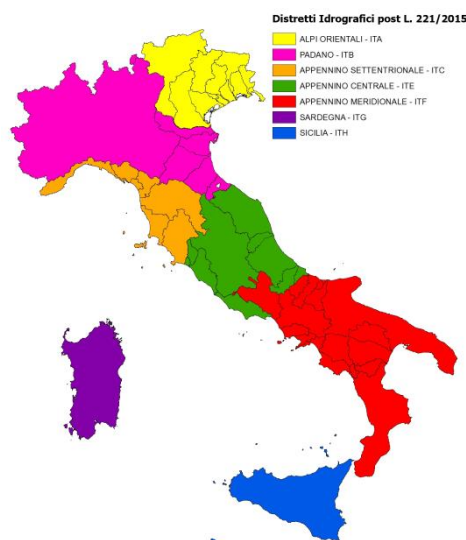 Distretti Idrografici post L. 221/2015
ALPI ORIENTALI - ITA
PADANO - ITB
APPENNINO SETTENTRIONALE - ITC
APPENNINO CENTRALE - ITE
APPENNINO MERIDIONALE - ITF
SARDEGNA - ITG
SICILIA - ITH